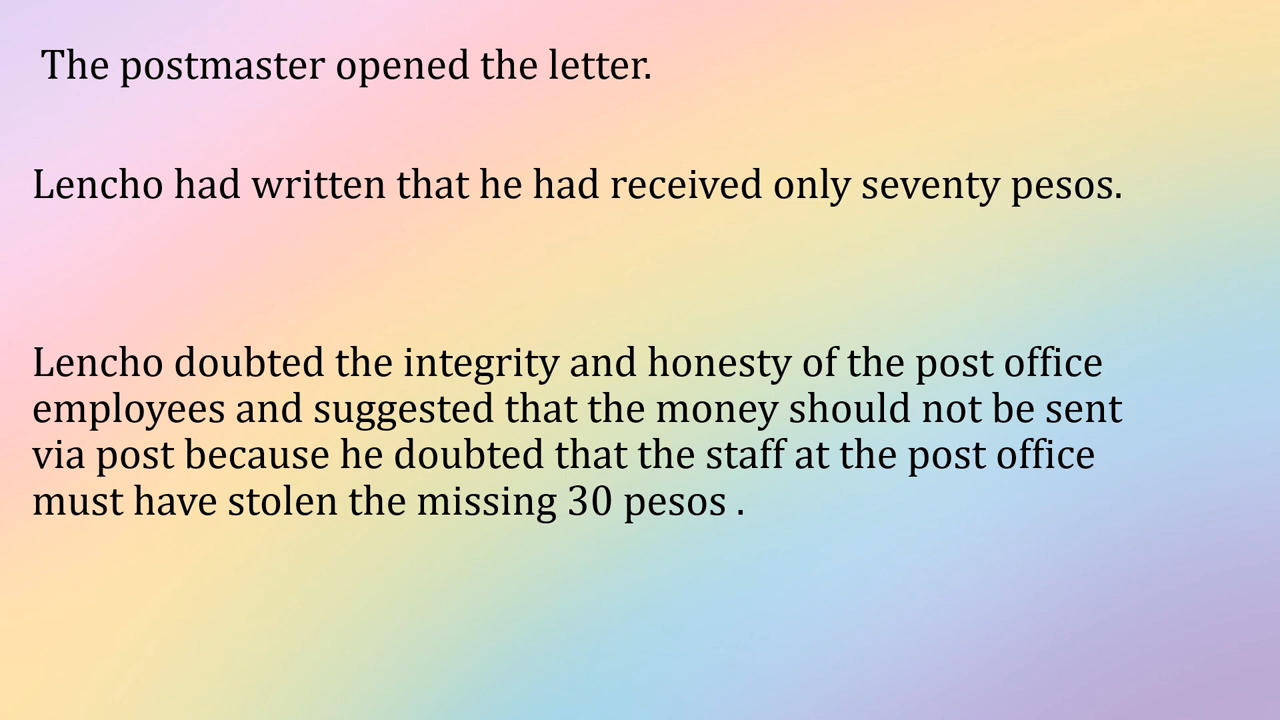 The postmaster opened the letter.
Lencho had written that he had received only seventy pesos.
Lencho doubted the integrity and honesty of the post office
employees and suggested that the money should not be sent
via post because he doubted that the staff at the post office
must have stolen the missing 30 pesos .